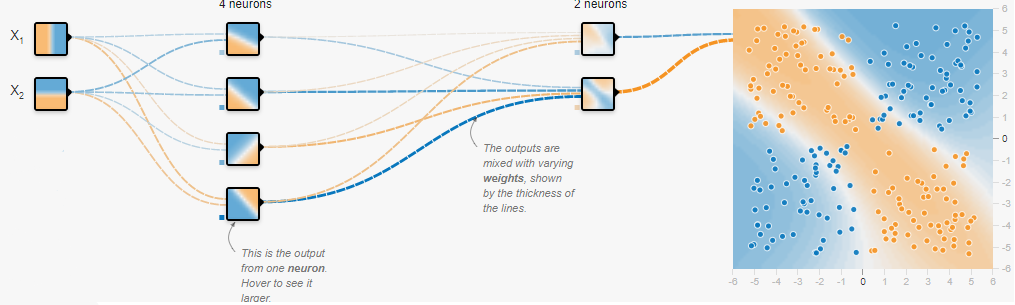 4 neurons
2 neurons
X1
X2
The outputs are
mixed with varying
weights, shown
by the thickness of
the lines.
This is the output
from one neuron.
Hover to see it
larger.
6
5
4
3
2
1
0
-1
-2
-3
-4
-5
-6
-6 -5 -4 -3 -2 -1 0 1 2 3 4 5 6